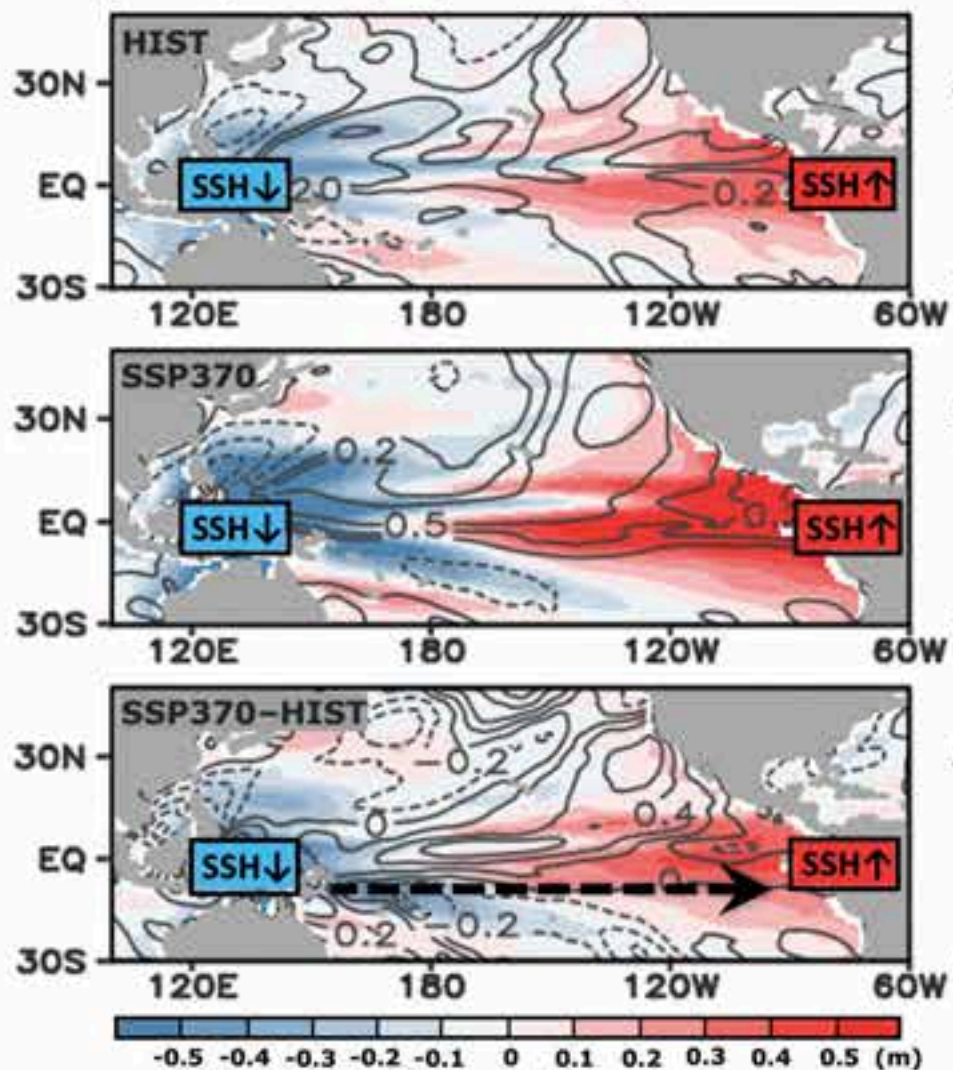 HIST
30N
EQ
30S
SSH↓
20
0.2
SSH↑
120E 180 120W 60W
SSP370
30N
EQ
30S
0.2
SSH↓
0.5
SSH↑
120E 180 120W 60W
SSP370-HIST
30N
EQ
30S
-0.2
0
0.4
SSH↓
SSH↑
0.2
-0.2
120E 180 120W 60W
-0.5 -0.4 -0.3 -0.2 -0.1 0 0.1 0.2 0.3 0.4 0.5 (m)